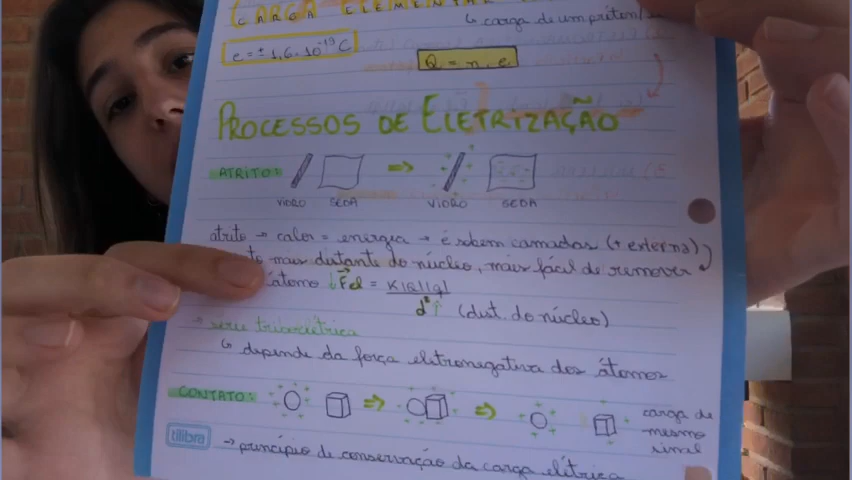 CARGA ELEMENTAR
↳ carga de um próton/
e = ± 1,6 . 10⁻¹⁹ C
Q = n . e
PROCESSOS DE ELETRIZAÇÃO
ATRITO: ⇒
VIDRO SEDA VIDRO SEDA
atrito → calor = energia → é sobem camadas (+ externa)
mais distante do núcleo, mais fácil de remover
átomo ↓Fel = K|Q||q|
d²↑ (dist. do núcleo)
→ série triboelétrica
↳ depende da força eletronegativa dos átomos
CONTATO: ⇒ ⇒ carga de
mesmo
sinal
tilibra
→ princípio de conservação da carga elétrica